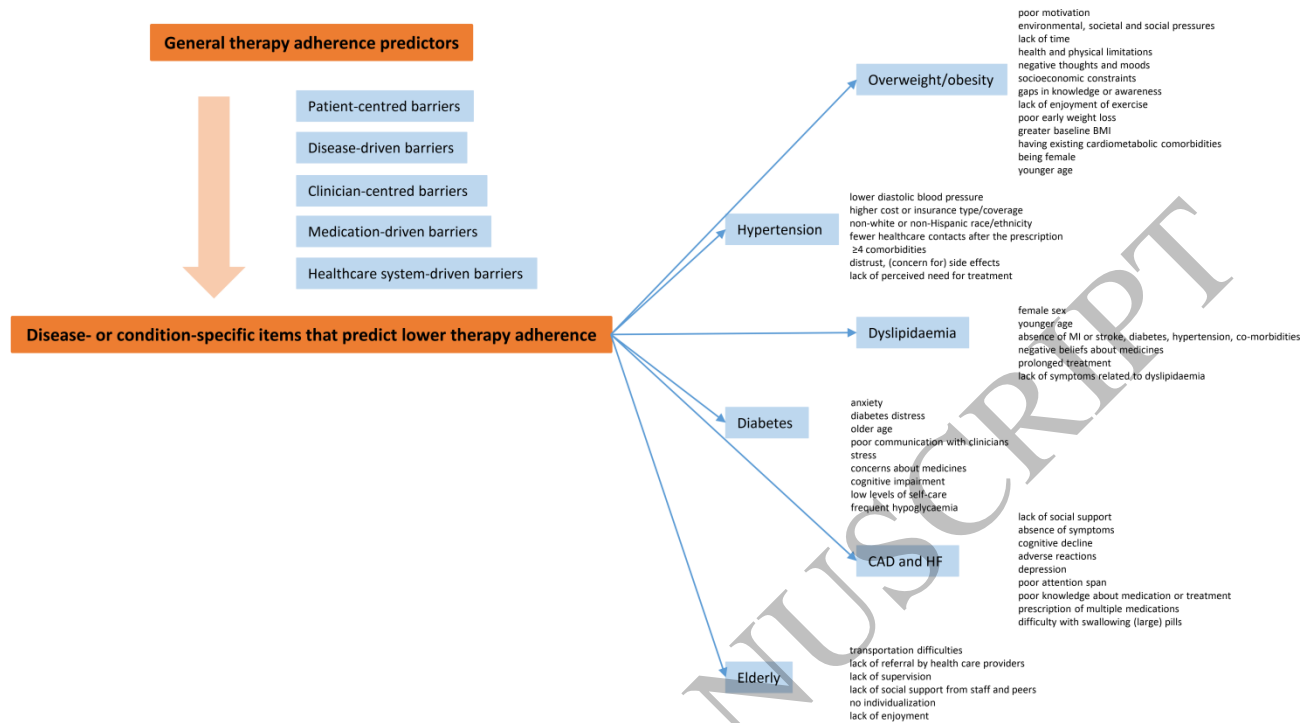 General therapy adherence predictors
Patient-centred barriers
Disease-driven barriers
Clinician-centred barriers
Medication-driven barriers
Healthcare system-driven barriers
Disease- or condition-specific items that predict lower therapy adherence
Overweight/obesity
poor motivation
environmental, societal and social pressures
lack of time
health and physical limitations
negative thoughts and moods
socioeconomic constraints
gaps in knowledge or awareness
lack of enjoyment of exercise
poor early weight loss
greater baseline BMI
having existing cardiometabolic comorbidities
being female
younger age
Hypertension
lower diastolic blood pressure
higher cost or insurance type/coverage
non-white or non-Hispanic race/ethnicity
fewer healthcare contacts after the prescription
≥4 comorbidities
distrust, (concern for) side effects
lack of perceived need for treatment
Dyslipidaemia
female sex
younger age
absence of MI or stroke, diabetes, hypertension, co-morbidities
negative beliefs about medicines
prolonged treatment
lack of symptoms related to dyslipidaemia
Diabetes
anxiety
diabetes distress
older age
poor communication with clinicians
stress
concerns about medicines
cognitive impairment
low levels of self-care
frequent hypoglycaemia
CAD and HF
lack of social support
absence of symptoms
cognitive decline
adverse reactions
depression
poor attention span
poor knowledge about medication or treatment
prescription of multiple medications
difficulty with swallowing (large) pills
Elderly
transportation difficulties
lack of referral by health care providers
lack of supervision
lack of social support from staff and peers
no individualization
lack of enjoyment
NUSCRIPT